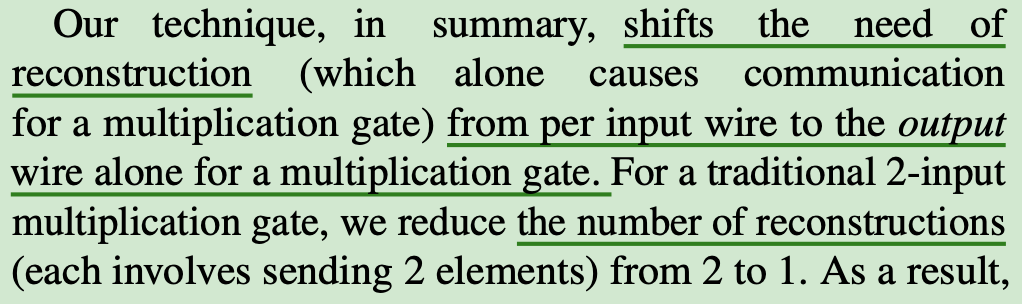 Our technique, in summary, shifts the need of
reconstruction (which alone causes communication
for a multiplication gate) from per input wire to the output
wire alone for a multiplication gate. For a traditional 2-input
multiplication gate, we reduce the number of reconstructions
(each involves sending 2 elements) from 2 to 1. As a result,